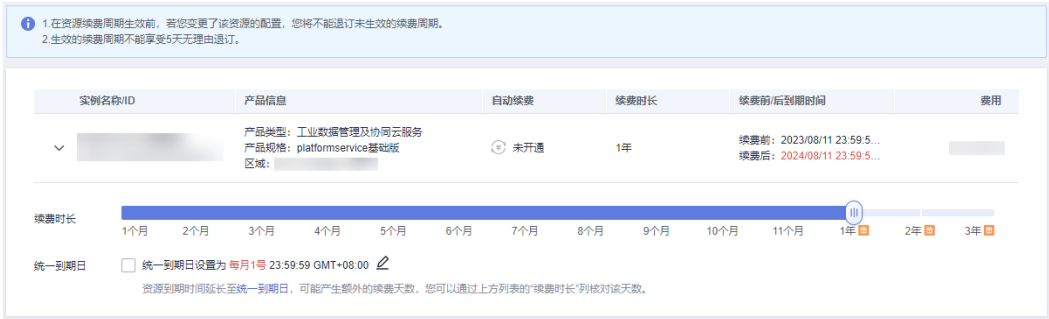 1.在资源续费周期生效前，若您变更了该资源的配置，您将不能退订未生效的续费周期。
2.生效的续费周期不能享受5天无理由退订。
实例名称/ID 产品信息 自动续费 续费时长 续费前/后到期时间 费用
产品类型：工业数据管理及协同云服务
产品规格：platformservice基础版
区域：
未开通
1年
续费前：2023/08/11 23:59:5...
续费后：2024/08/11 23:59:5...
续费时长
1个月 2个月 3个月 4个月 5个月 6个月 7个月 8个月 9个月 10个月 11个月 1年 2年 3年
统一到期日 统一到期日设置为 每月1号 23:59:59 GMT+08:00
资源到期时间延长至统一到期日，可能产生额外的续费天数，您可以通过上方列表的“续费时长”列核对该天数。